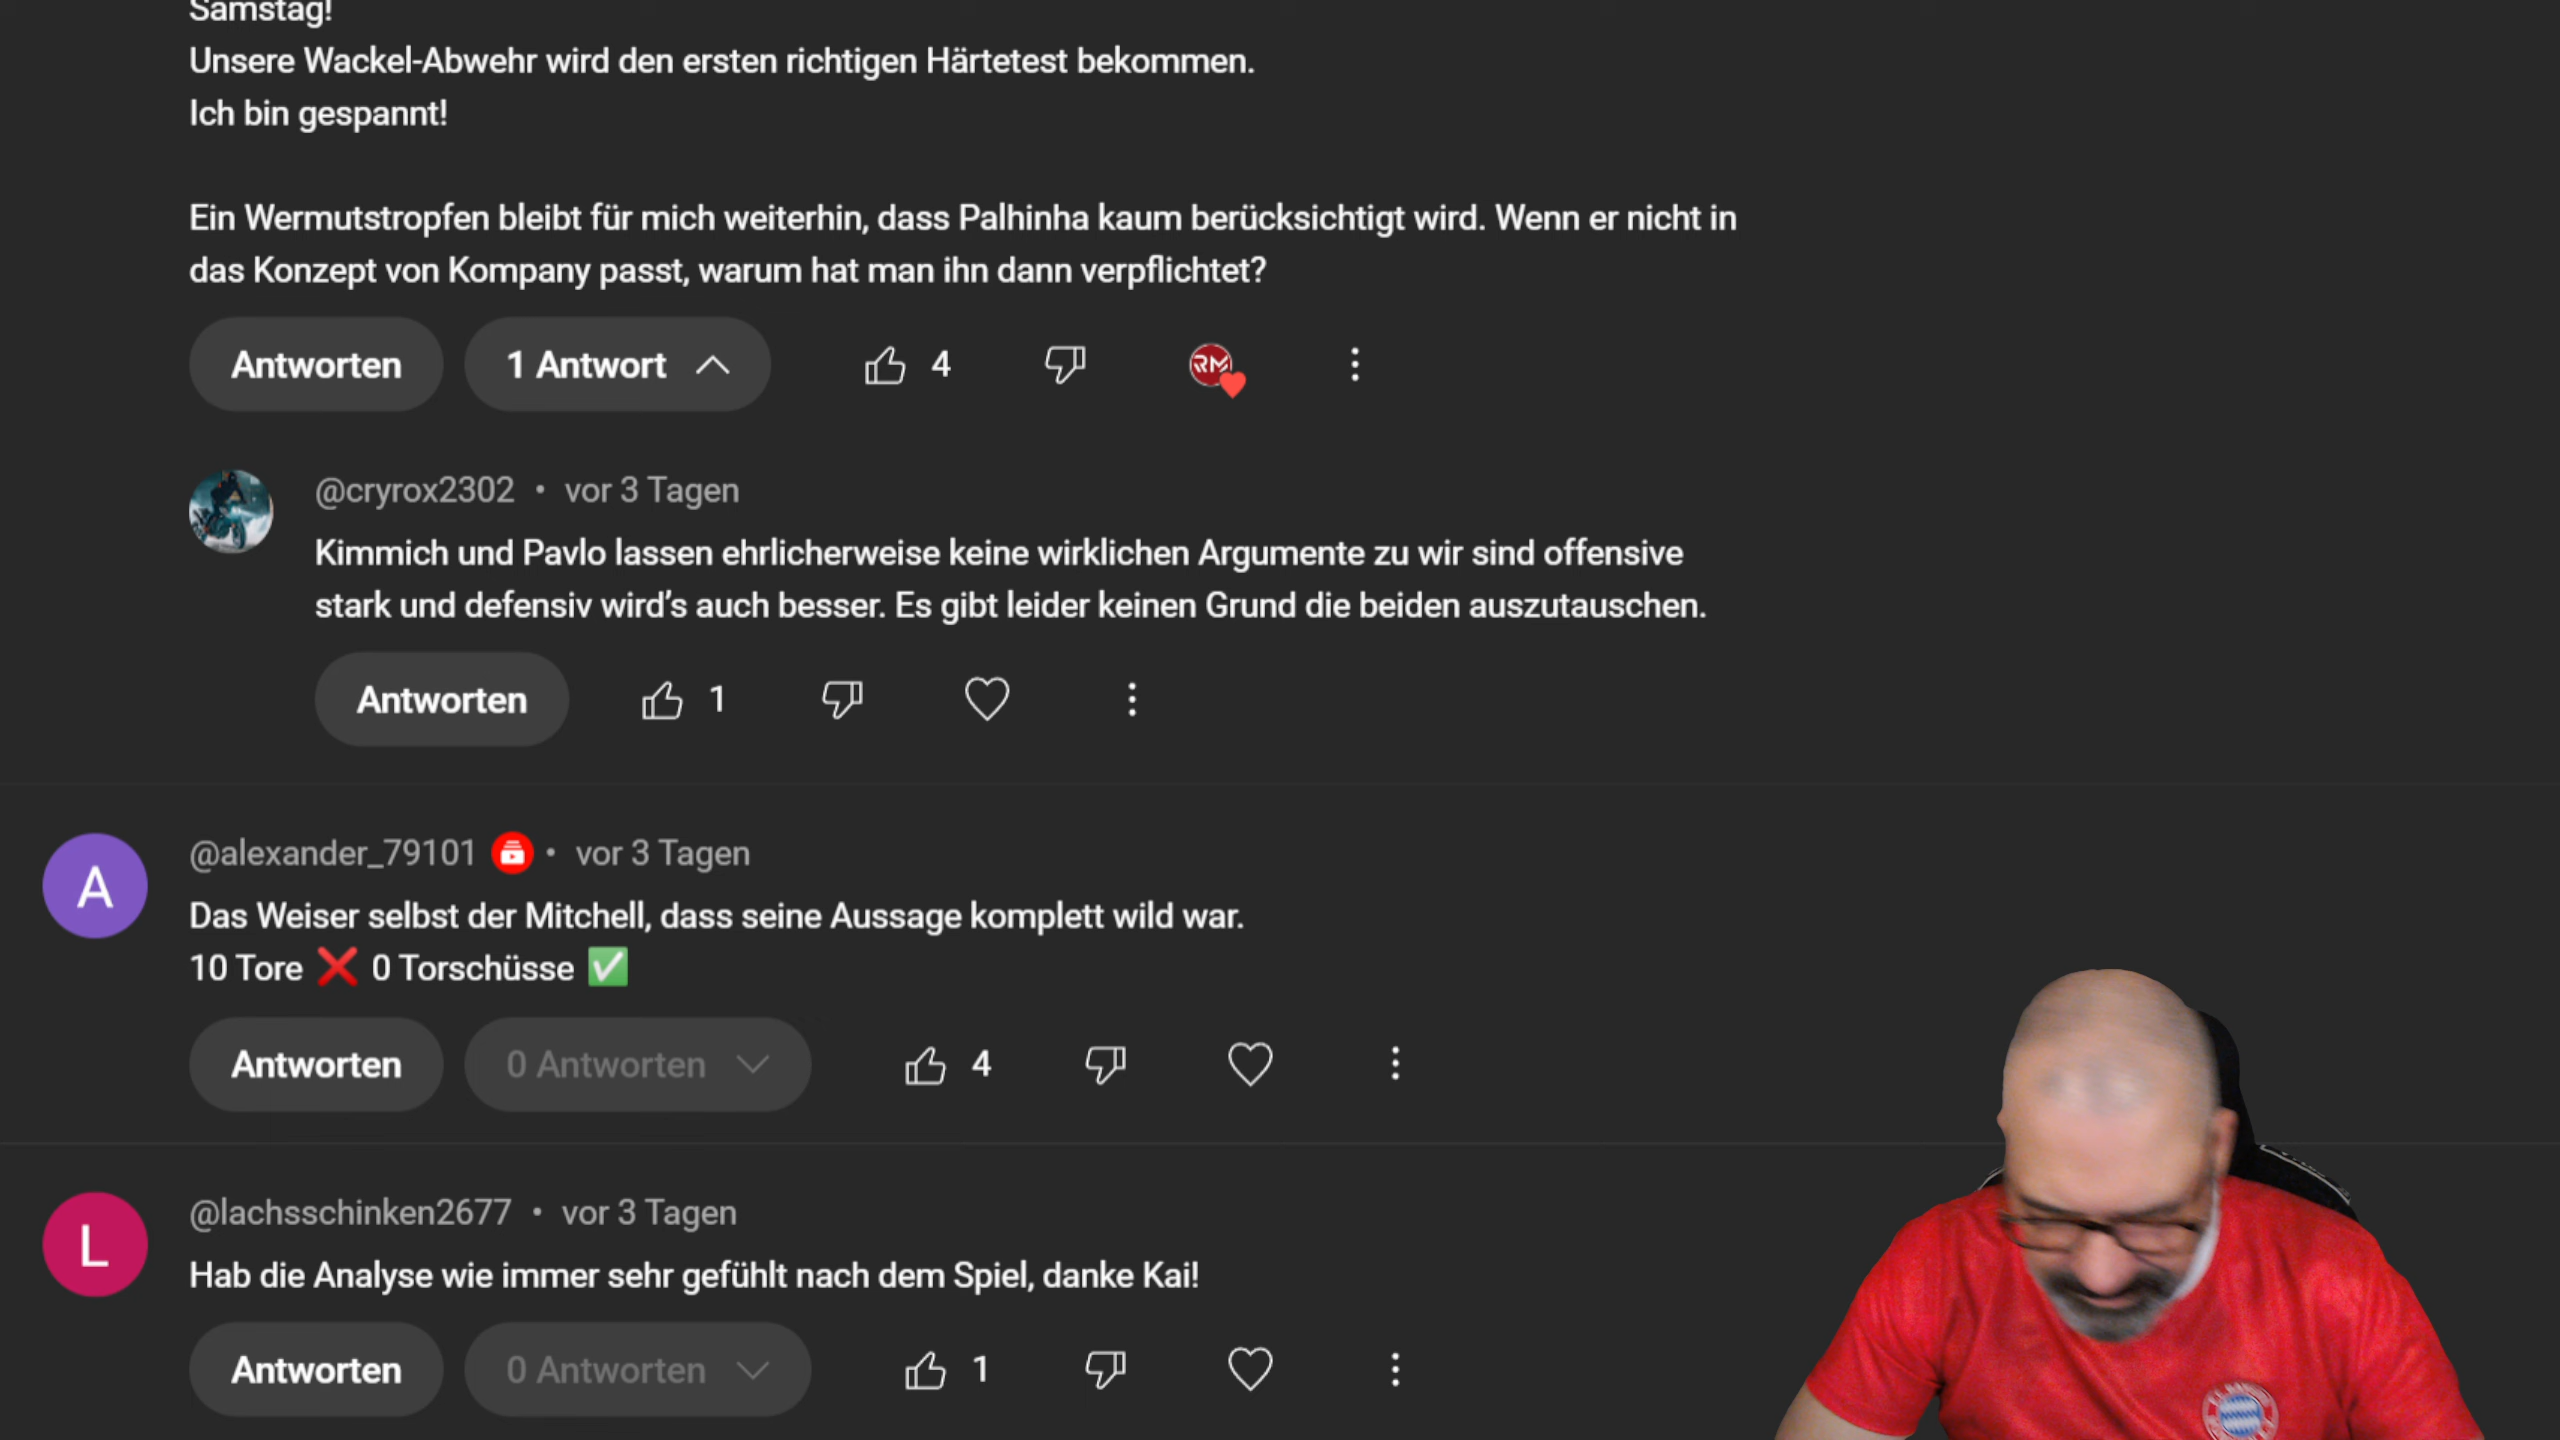 Samstag!
Unsere Wackel-Abwehr wird den ersten richtigen Härtetest bekommen.
Ich bin gespannt!
Ein Wermutstropfen bleibt für mich weiterhin, dass Palhinha kaum berücksichtigt wird. Wenn er nicht in
das Konzept von Kompany passt, warum hat man ihn dann verpflichtet?
Antworten 1 Antwort 4 RM
@cryrox2302 • vor 3 Tagen
Kimmich und Pavlo lassen ehrlicherweise keine wirklichen Argumente zu wir sind offensive
stark und defensiv wird's auch besser. Es gibt leider keinen Grund die beiden auszutauschen.
Antworten 1
A @alexander_79101 • vor 3 Tagen
Das Weiser selbst der Mitchell, dass seine Aussage komplett wild war.
10 Tore ❌ 0 Torschüsse ✅
Antworten 0 Antworten 4
L @lachsschinken2677 • vor 3 Tagen
Hab die Analyse wie immer sehr gefühlt nach dem Spiel, danke Kai!
Antworten 0 Antworten 1